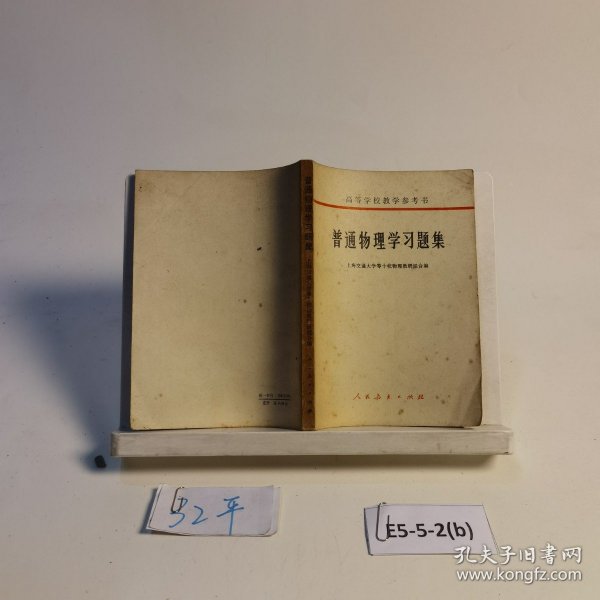 高等学校教学参考书
普通物理学习题集
上海交通大学等十院校物理教研组合编
人民教育出版社
52平
E5-5-2(b)
孔夫子旧书网
www.kongfz.com